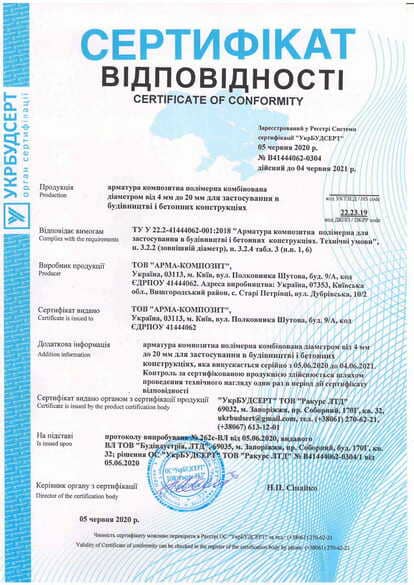 УКРБУДСЕРТ
орган сертифікації
СЕРТИФІКАТ
ВІДПОВІДНОСТІ
CERTIFICATE OF CONFORMITY
Зареєстрований у Реєстрі Системи
сертифікації "УкрБУДСЕРТ"
05 червня 2020 р.
№ В41444062-0304
дійсний до 04 червня 2021 р.
Продукція
Production
арматура композитна полімерна комбінована
діаметром від 4 мм до 20 мм для застосування в
будівництві і бетонних конструкціях
код УКТЗЕД / HS code
22.23.19
код ДКПП / DKPP code
Відповідає вимогам
Complies with the requirements
ТУ У 22.2-41444062-001:2018 "Арматура композитна полімерна для
застосування в будівництві і бетонних конструкціях. Технічні умови",
п. 3.2.2 (зовнішній діаметр), п. 3.2.4 табл. 3 (п.п. 1, 6)
Виробник продукції
Producer
ТОВ "АРМА-КОМПОЗИТ",
Україна, 03113, м. Київ, вул. Полковника Шутова, буд. 9/А, код
ЄДРПОУ 41444062. Адреса виробництва: Україна, 07353, Київська
обл., Вишгородський район, с. Старі Петрівці, вул. Дубрівська, 10/2
Сертифікат видано
Certificate is issued to
ТОВ "АРМА-КОМПОЗИТ",
Україна, 03113, м. Київ, вул. Полковника Шутова, буд. 9/А, код
ЄДРПОУ 41444062
Додаткова інформація
Addition information
арматура композитна полімерна комбінована діаметром від 4 мм
до 20 мм для застосування в будівництві і бетонних
конструкціях, яка випускається серійно з 05.06.2020 до 04.06.2021.
Контроль за сертифікованою продукцією здійснюється шляхом
проведення технічного нагляду один раз в період дії сертифікату
відповідності
Сертифікат видано органом з сертифікації продукції
Certificate is issued by the product certification body
"УкрБУДСЕРТ" ТОВ "Ракурс ЛТД"
69032, м. Запоріжжя, пр. Соборний, 170Г, кв. 32,
ukrbudsert@gmail.com, тел.: (+38061) 270-62-21,
(+38067) 613-12-01
На підставі
Is issued upon
протоколу випробувань № 262с-ВЛ від 05.06.2020, виданого
ВЛ ТОВ "Будіндустрія, ЛТД", 69035, м. Запоріжжя, пр. Соборний, буд. 170Г, кв.
32; рішення ОС "УкрБУДСЕРТ" ТОВ "Ракурс ЛТД" № В41444062-0304/1 від
05.06.2020
ОС "УкрБУДСЕРТ"
Керівник органу з сертифікації
Director of the certification body
Н.П. Сінайко
05 червня 2020 р.
Чинність сертифікату можливо перевірити в Реєстрі ОС "УкрБУДСЕРТ" за тел.: (+38061) 270-62-21
Validity of Certificate of conformity can be checked in the register of the certification body by phone: (+38061) 270-62-21